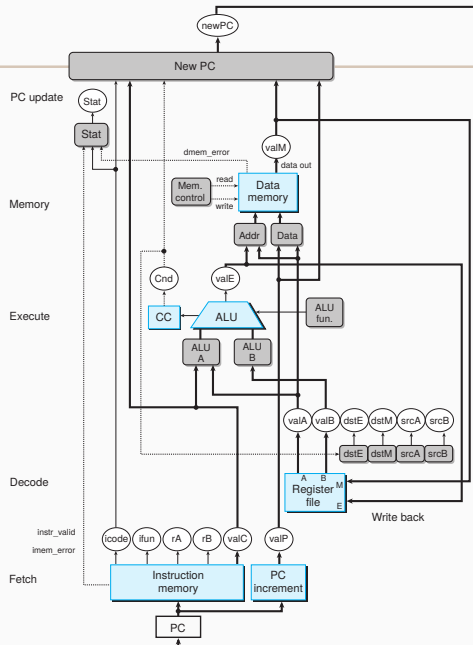 newPC
New PC
PC update
Stat
Stat
valM
dmem_error
data out
read
Mem.
control
Data
memory
write
Memory
Addr
Data
Cnd
valE
Execute
CC
ALU
ALU
fun.
ALU
A
ALU
B
valA
valB
dstE
dstM
srcA
srcB
dstE
dstM
srcA
srcB
Decode
A
B
M
Register
file
E
Write back
instr_valid
icode
ifun
rA
rB
valC
valP
imem_error
Fetch
Instruction
memory
PC
increment
PC